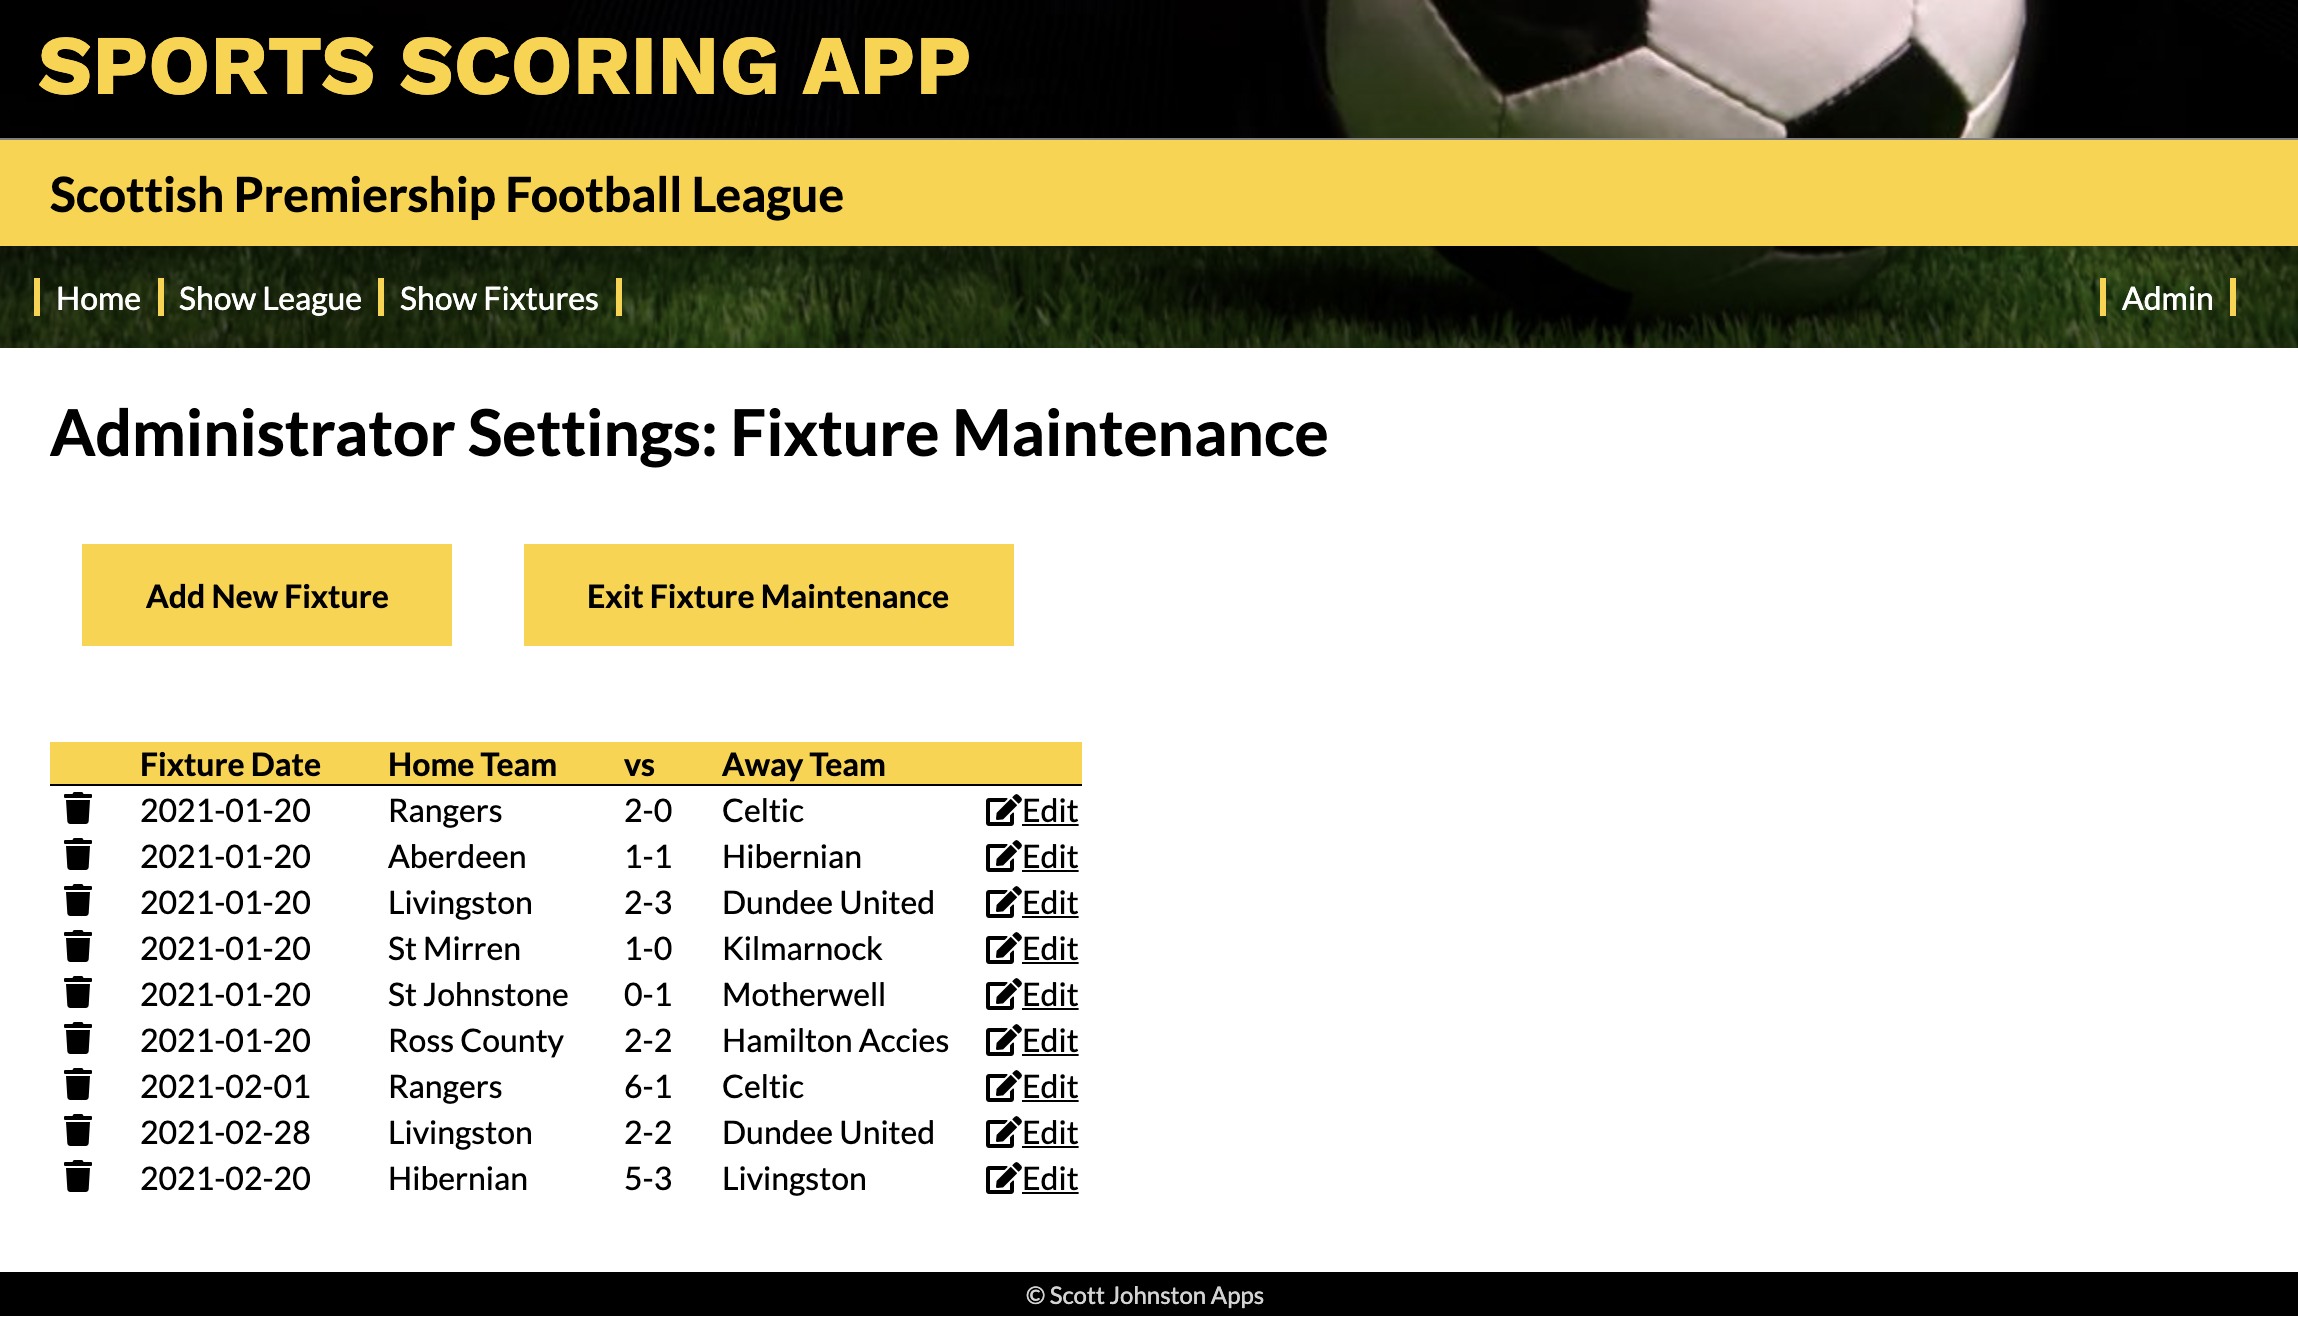 SPORTS SCORING APP
Scottish Premiership Football League
Home Show League Show Fixtures Admin
Administrator Settings: Fixture Maintenance
Add New Fixture Exit Fixture Maintenance
Fixture Date Home Team vs Away Team
2021-01-20 Rangers 2-0 Celtic Edit
2021-01-20 Aberdeen 1-1 Hibernian Edit
2021-01-20 Livingston 2-3 Dundee United Edit
2021-01-20 St Mirren 1-0 Kilmarnock Edit
2021-01-20 St Johnstone 0-1 Motherwell Edit
2021-01-20 Ross County 2-2 Hamilton Accies Edit
2021-02-01 Rangers 6-1 Celtic Edit
2021-02-28 Livingston 2-2 Dundee United Edit
2021-02-20 Hibernian 5-3 Livingston Edit
© Scott Johnston Apps